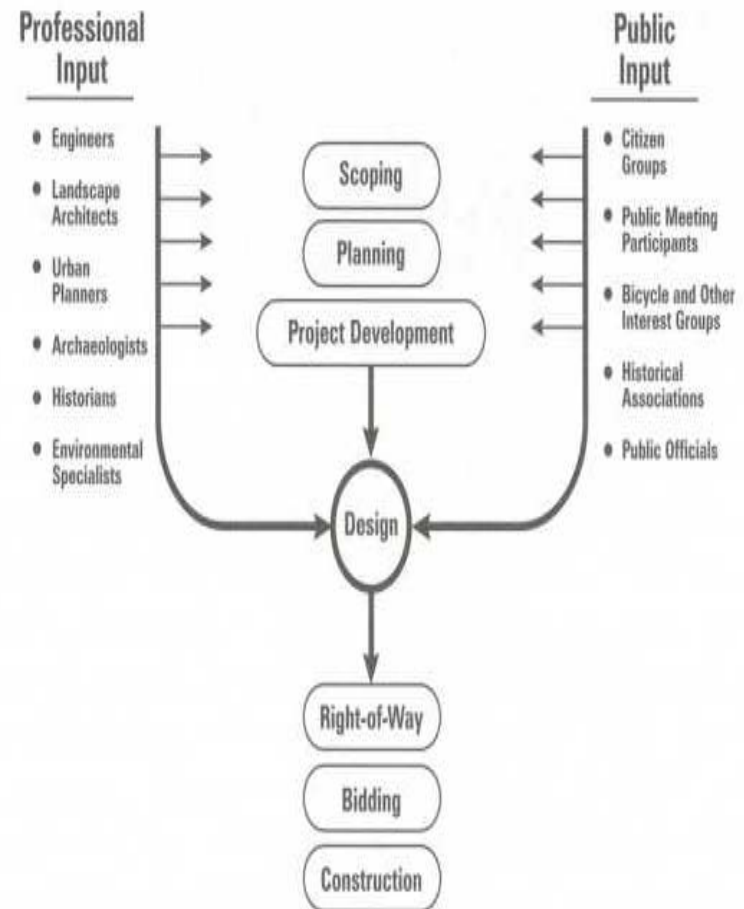 Professional
Input
• Engineers
• Landscape
Architects
• Urban
Planners
• Archaeologists
• Historians
• Environmental
Specialists
Scoping
Planning
Project Development
Design
Right-of-Way
Bidding
Construction
Public
Input
• Citizen
Groups
• Public Meeting
Participants
• Bicycle and Other
Interest Groups
• Historical
Associations
• Public Officials